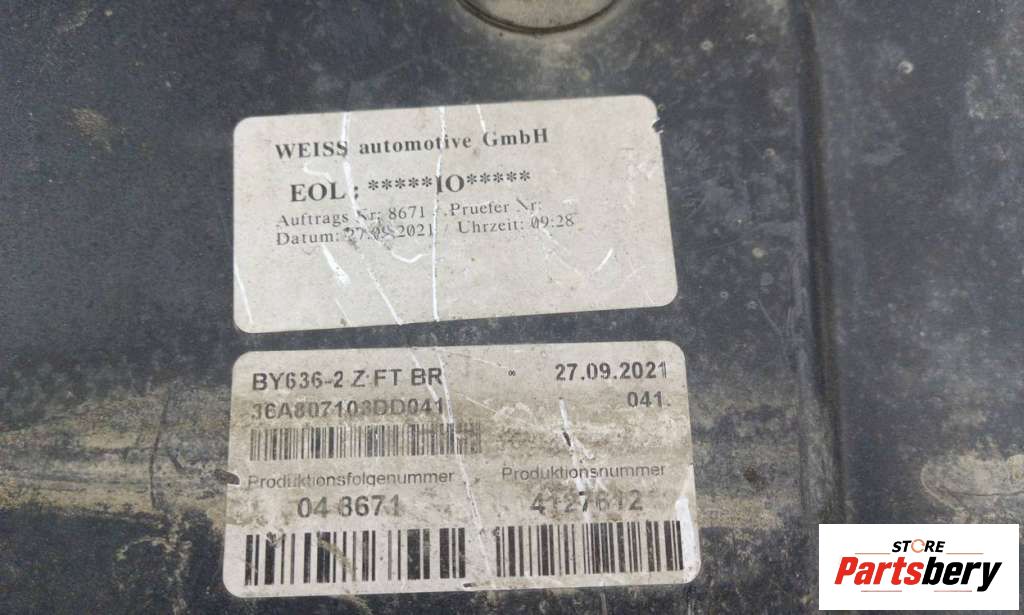 WEISS automotive GmbH
EOL : *****IO*****
Auftrags Nr: 8671 / Pruefer Nr:
Datum: 27.09.2021 / Uhrzeit: 09:28
BY636-2 Z FT BR 27.09.2021
36A807103DD041 041
Produktionsfolgenummer Produktionsnummer
04 8671 4127612
STORE
Partsbery